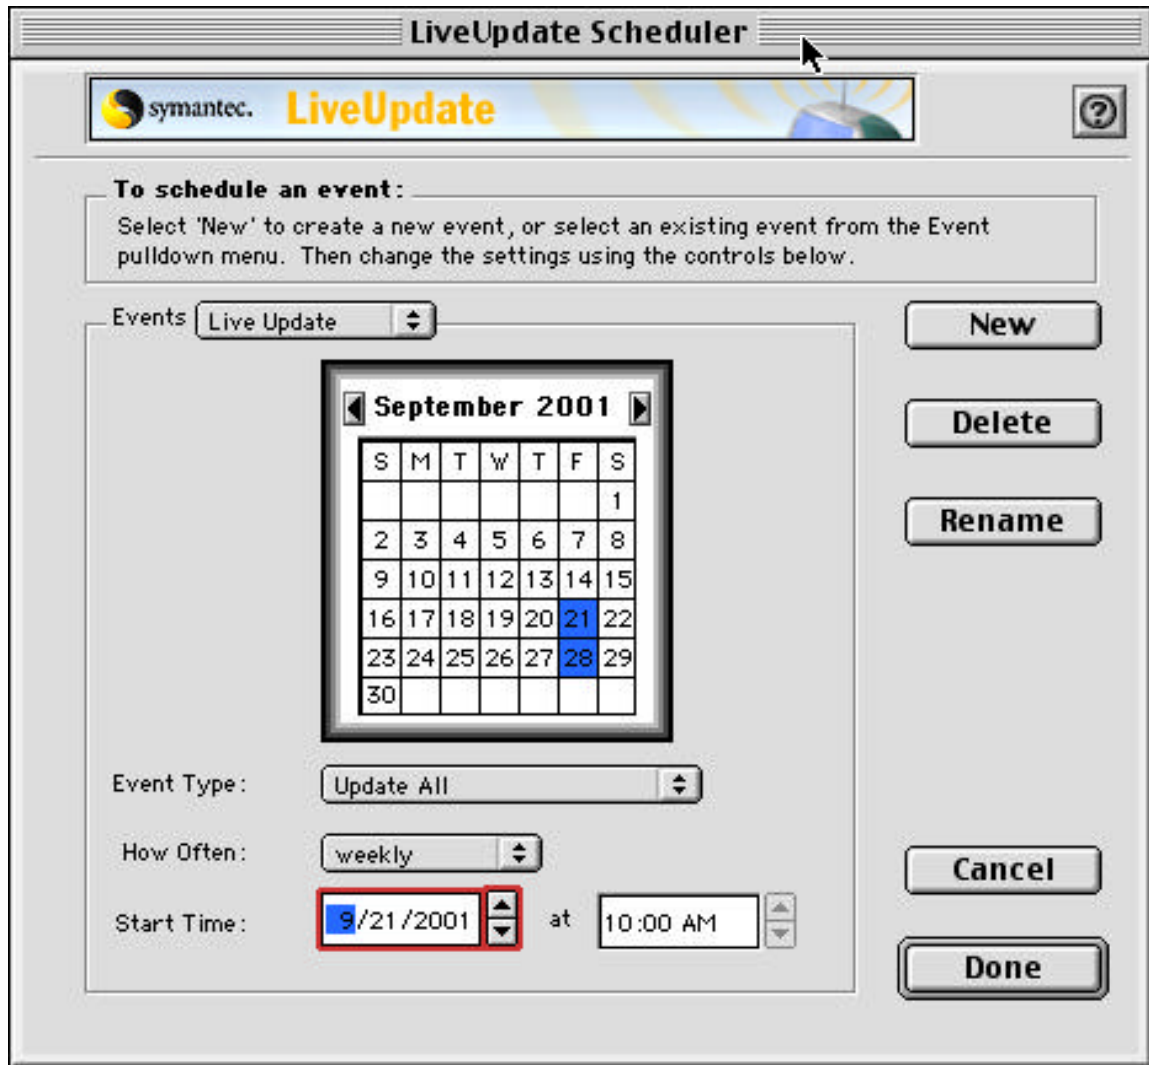 LiveUpdate Scheduler
symantec. LiveUpdate
?
To schedule an event:
Select 'New' to create a new event, or select an existing event from the Event
pulldown menu. Then change the settings using the controls below.
Events Live Update
New
September 2001
Delete
S M T W T F S
1
Rename
2 3 4 5 6 7 8
9 10 11 12 13 14 15
16 17 18 19 20 21 22
23 24 25 26 27 28 29
30
Event Type: Update All
How Often: weekly
Cancel
Start Time: 9/21/2001 at 10:00 AM
Done